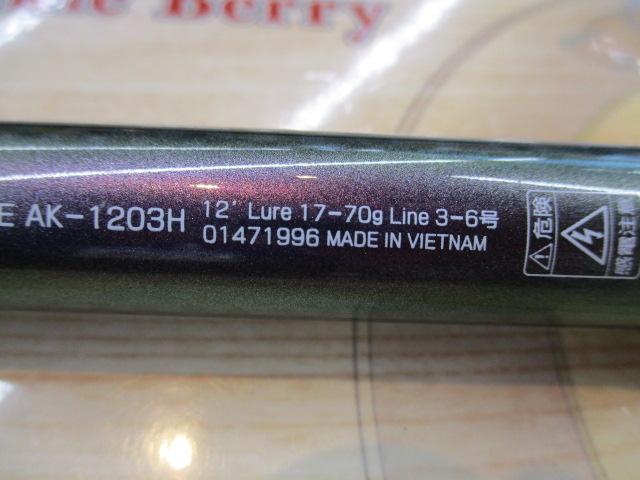 Berry
E AK-1203H
12' Lure 17-70g Line 3-6号
01471996 MADE IN VIETNAM
危険
感電注意